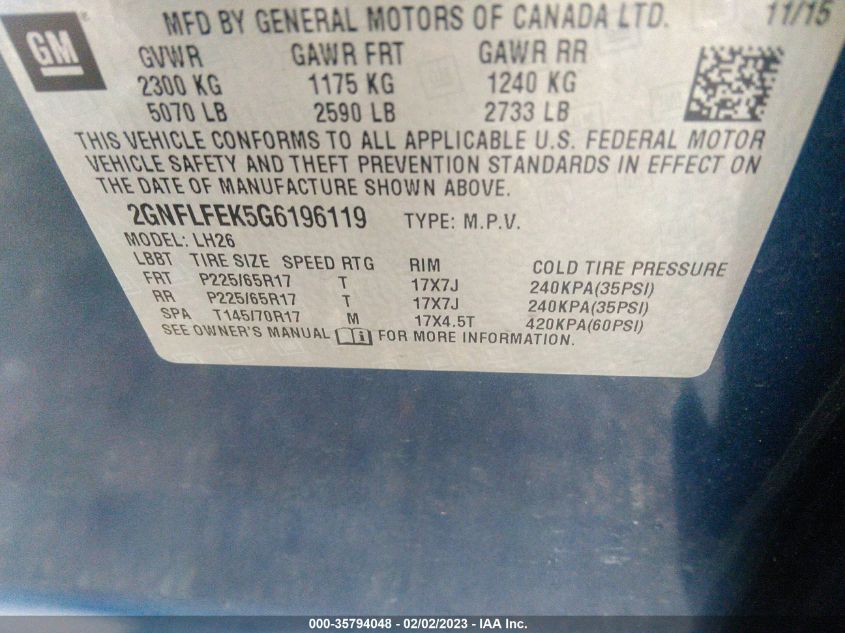 GM
MFD BY GENERAL MOTORS OF CANADA LTD. 11/15
GVWR GAWR FRT GAWR RR
2300 KG 1175 KG 1240 KG
5070 LB 2590 LB 2733 LB
THIS VEHICLE CONFORMS TO ALL APPLICABLE U.S. FEDERAL MOTOR
VEHICLE SAFETY AND THEFT PREVENTION STANDARDS IN EFFECT ON
THE DATE OF MANUFACTURE SHOWN ABOVE.
2GNFLFEK5G6196119 TYPE: M.P.V.
MODEL: LH26
LBBT TIRE SIZE SPEED RTG RIM COLD TIRE PRESSURE
FRT P225/65R17 T 17X7J 240KPA(35PSI)
RR P225/65R17 T 17X7J 240KPA(35PSI)
SPA T145/70R17 M 17X4.5T 420KPA(60PSI)
SEE OWNER'S MANUAL FOR MORE INFORMATION.
000-35794048 - 02/02/2023 - IAA Inc.